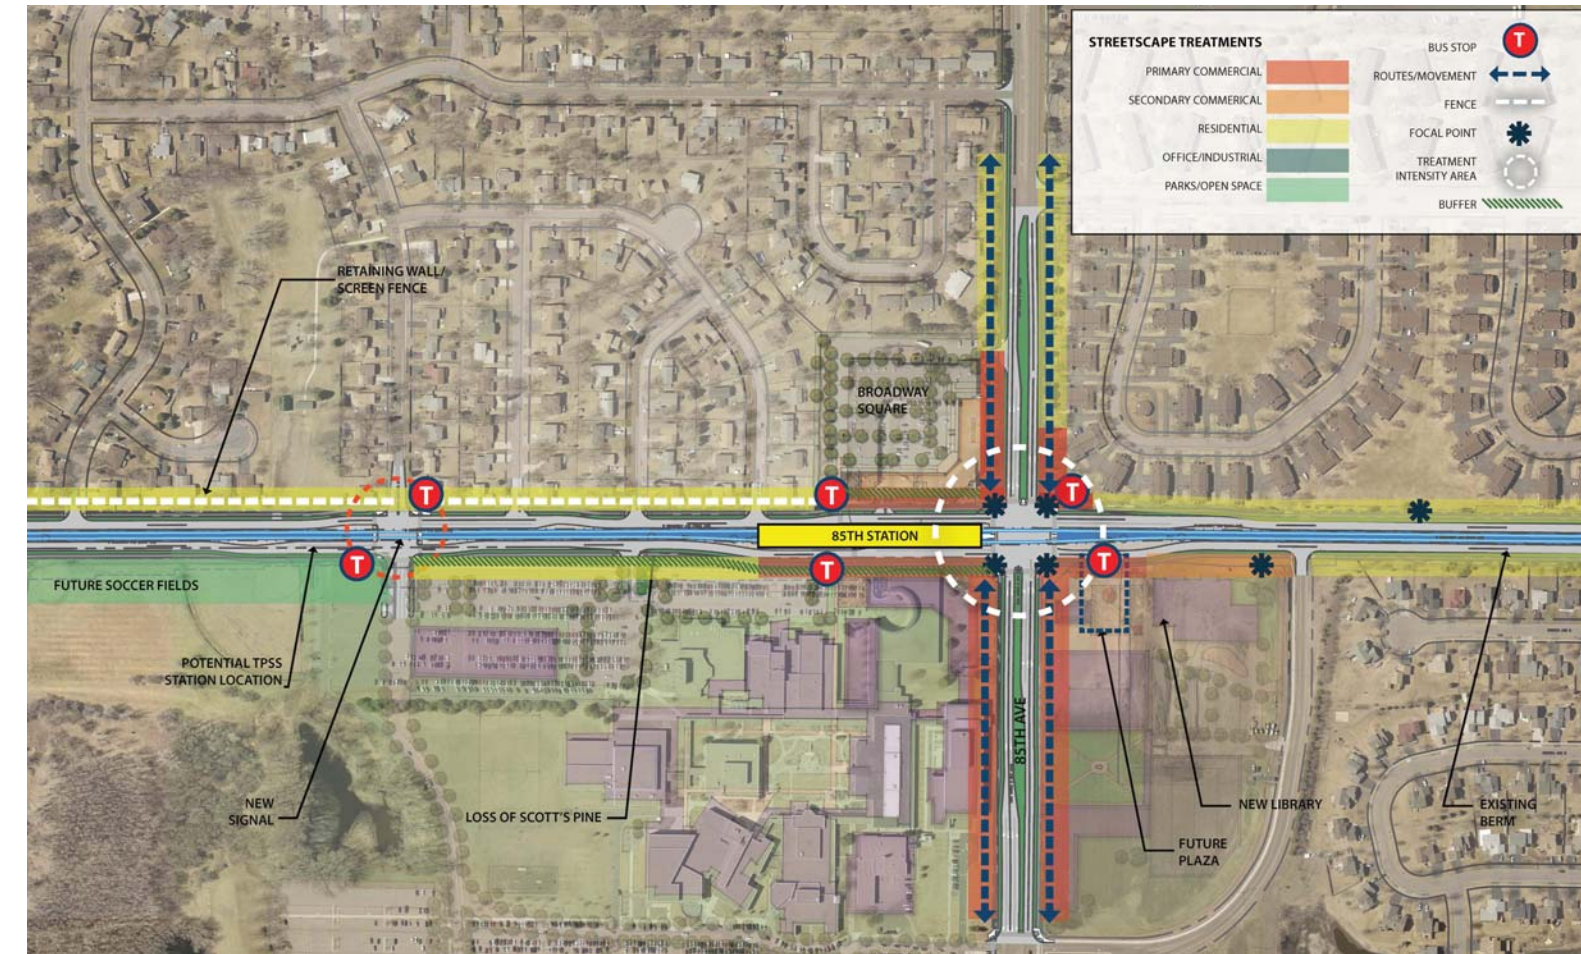 STREETSCAPE TREATMENTS
PRIMARY COMMERCIAL
SECONDARY COMMERICAL
RESIDENTIAL
OFFICE/INDUSTRIAL
PARKS/OPEN SPACE
BUS STOP
T
ROUTES/MOVEMENT
FENCE
FOCAL POINT
TREATMENT
INTENSITY AREA
BUFFER
RETAINING WALL/
SCREEN FENCE
BROADWAY
SQUARE
T
T
T
85TH STATION
T
T
T
FUTURE SOCCER FIELDS
POTENTIAL TPSS
STATION LOCATION
85TH AVE
NEW
SIGNAL
LOSS OF SCOTT'S PINE
NEW LIBRARY
EXISTING
BERM
FUTURE
PLAZA